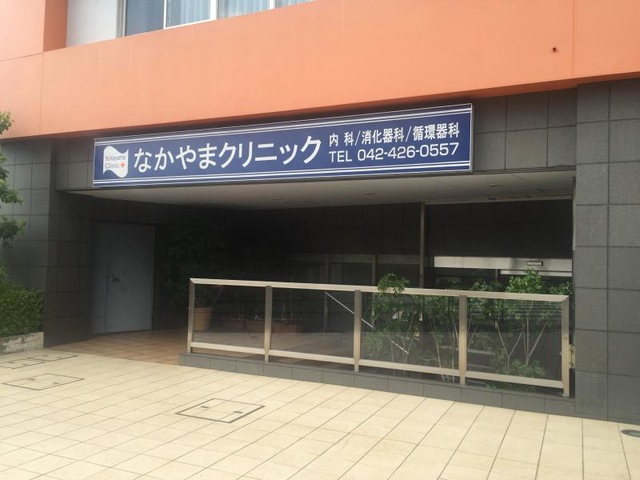 Nakayama Clinic
なかやまクリニック
内 科/消化器科/循環器科
TEL 042-426-0557